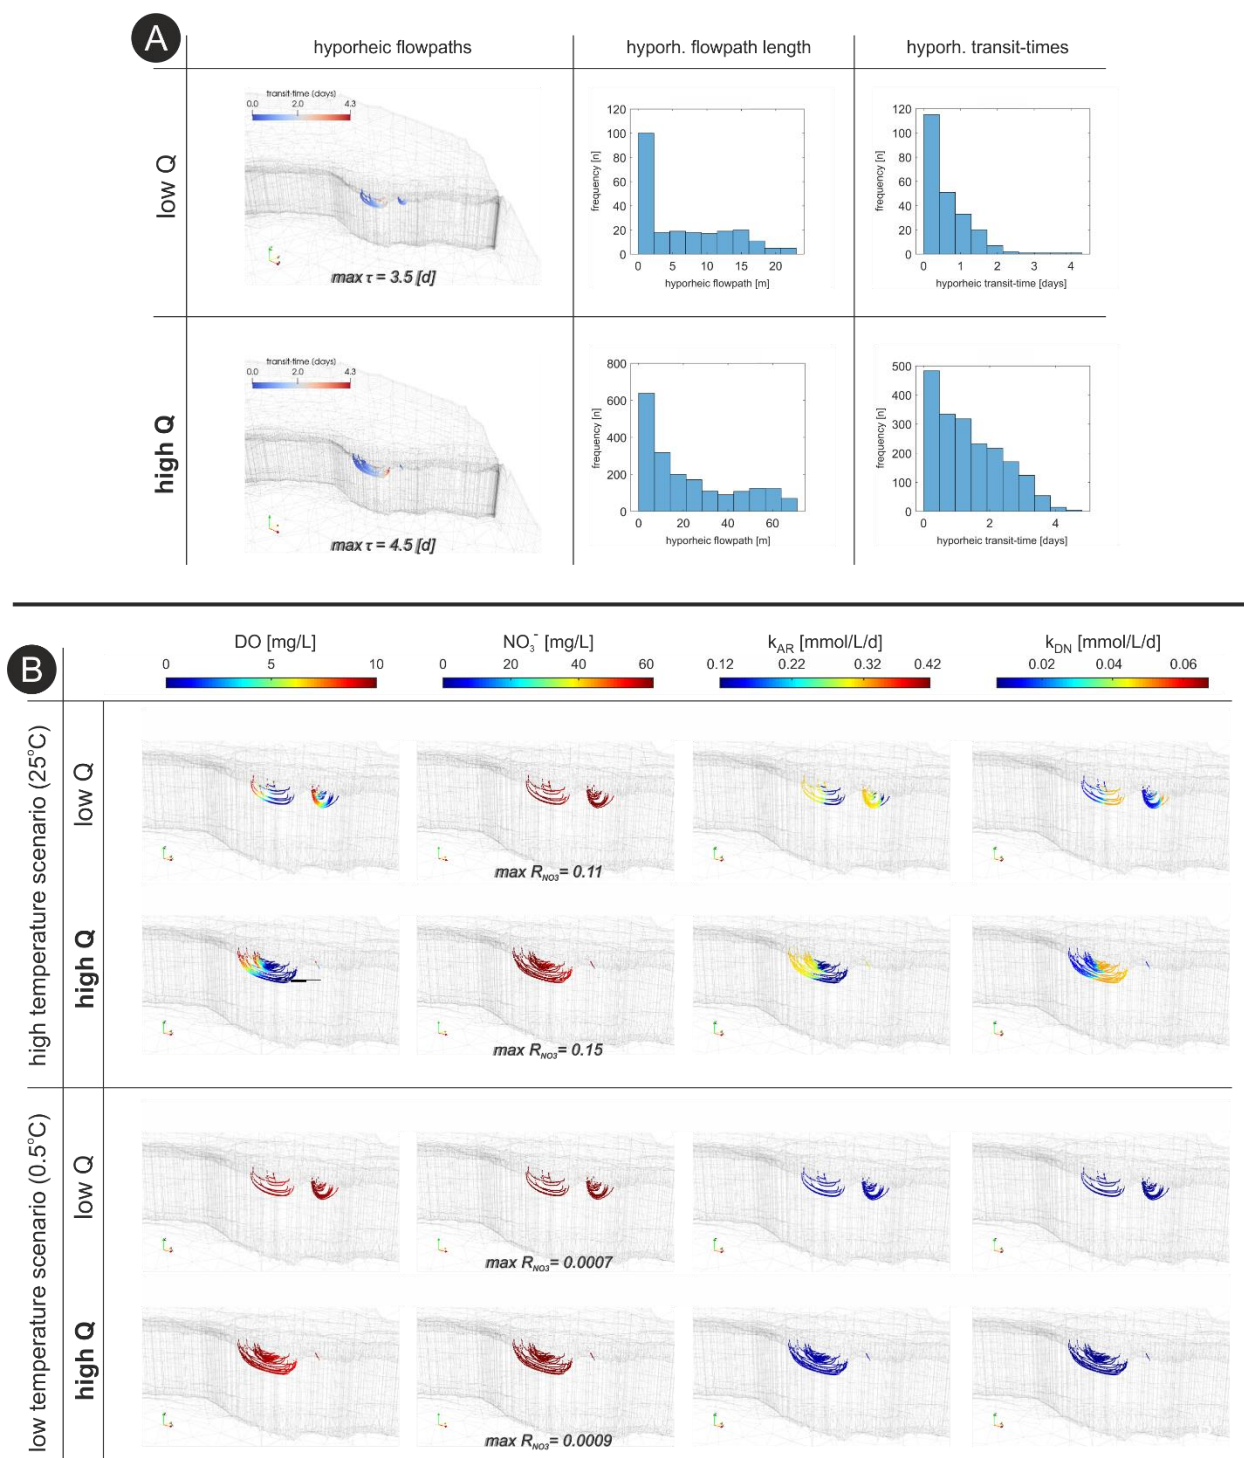 A
hyporheic flowpaths
hyporh. flowpath length
hyporh. transit-times
low Q
transit-time (days)
0.0 2.0 4.3
max τ = 3.5 [d]
120
100
80
60
40
20
0
frequency [n]
0 5 10 15 20
hyporheic flowpath [m]
120
100
80
60
40
20
0
frequency [n]
0 1 2 3 4
hyporheic transit-time [days]
high Q
transit-time (days)
0.0 2.0 4.3
max τ = 4.5 [d]
800
600
400
200
0
frequency [n]
0 20 40 60
hyporheic flowpath [m]
500
400
300
200
100
0
frequency [n]
0 2 4
hyporheic transit-time [days]
B
DO [mg/L]
0 5 10
NO₃⁻ [mg/L]
0 20 40 60
k_AR [mmol/L/d]
0.12 0.22 0.32 0.42
k_DN [mmol/L/d]
0.02 0.04 0.06
high temperature scenario (25°C)
low Q
max R_NO3= 0.11
high Q
max R_NO3= 0.15
low temperature scenario (0.5°C)
low Q
max R_NO3= 0.0007
high Q
max R_NO3= 0.0009